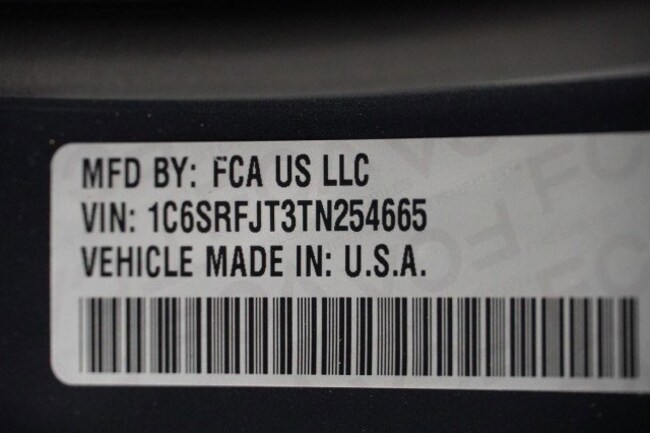 MFD BY: FCA US LLC
VIN: 1C6SRFJT3TN254665
VEHICLE MADE IN: U.S.A.